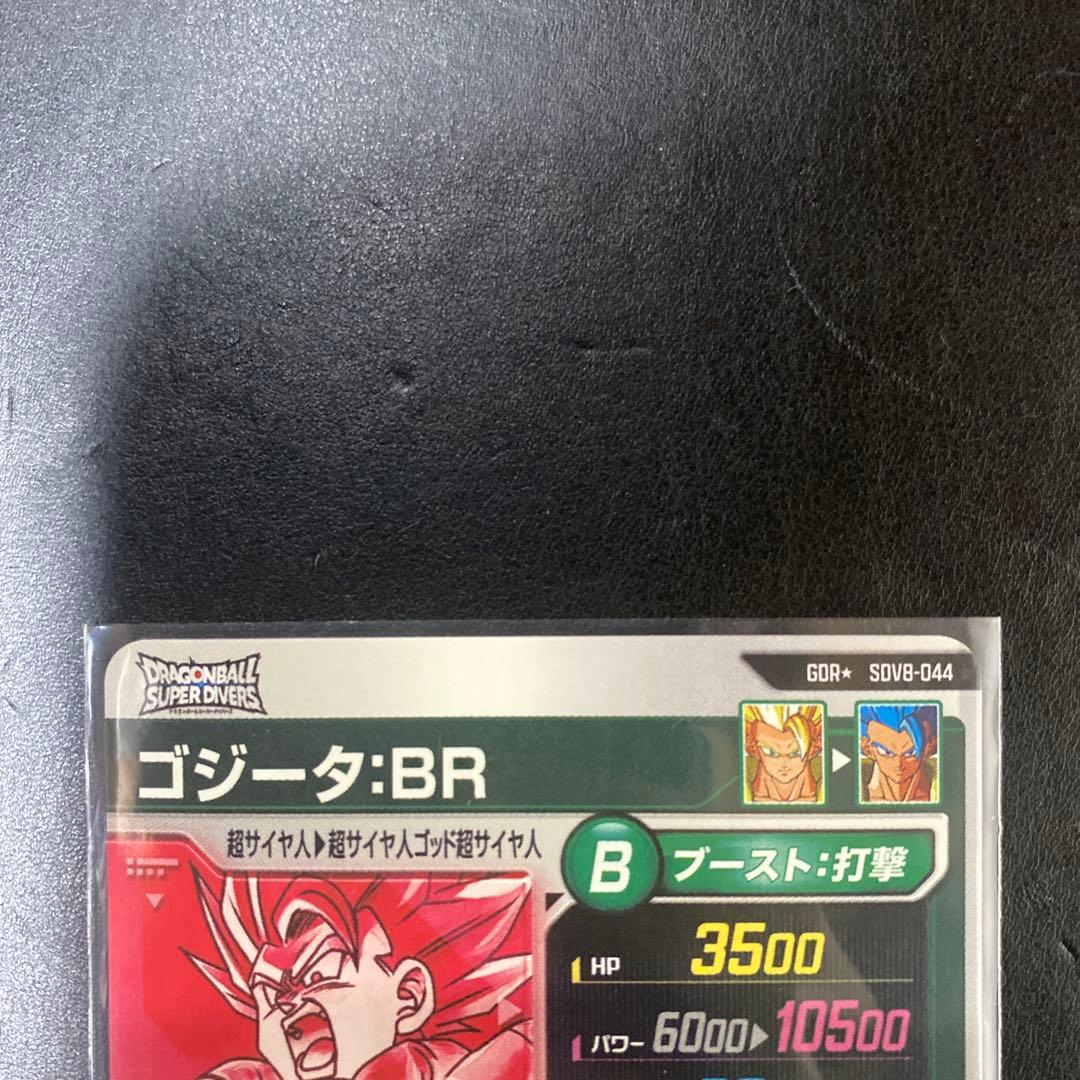 DRAGONBALL
SUPER DIVERS
GDR★ SDV8-044
ゴジータ:BR
超サイヤ人▶超サイヤ人ゴッド超サイヤ人
B ブースト:打撃
HP 3500
パワー 6000▶10500